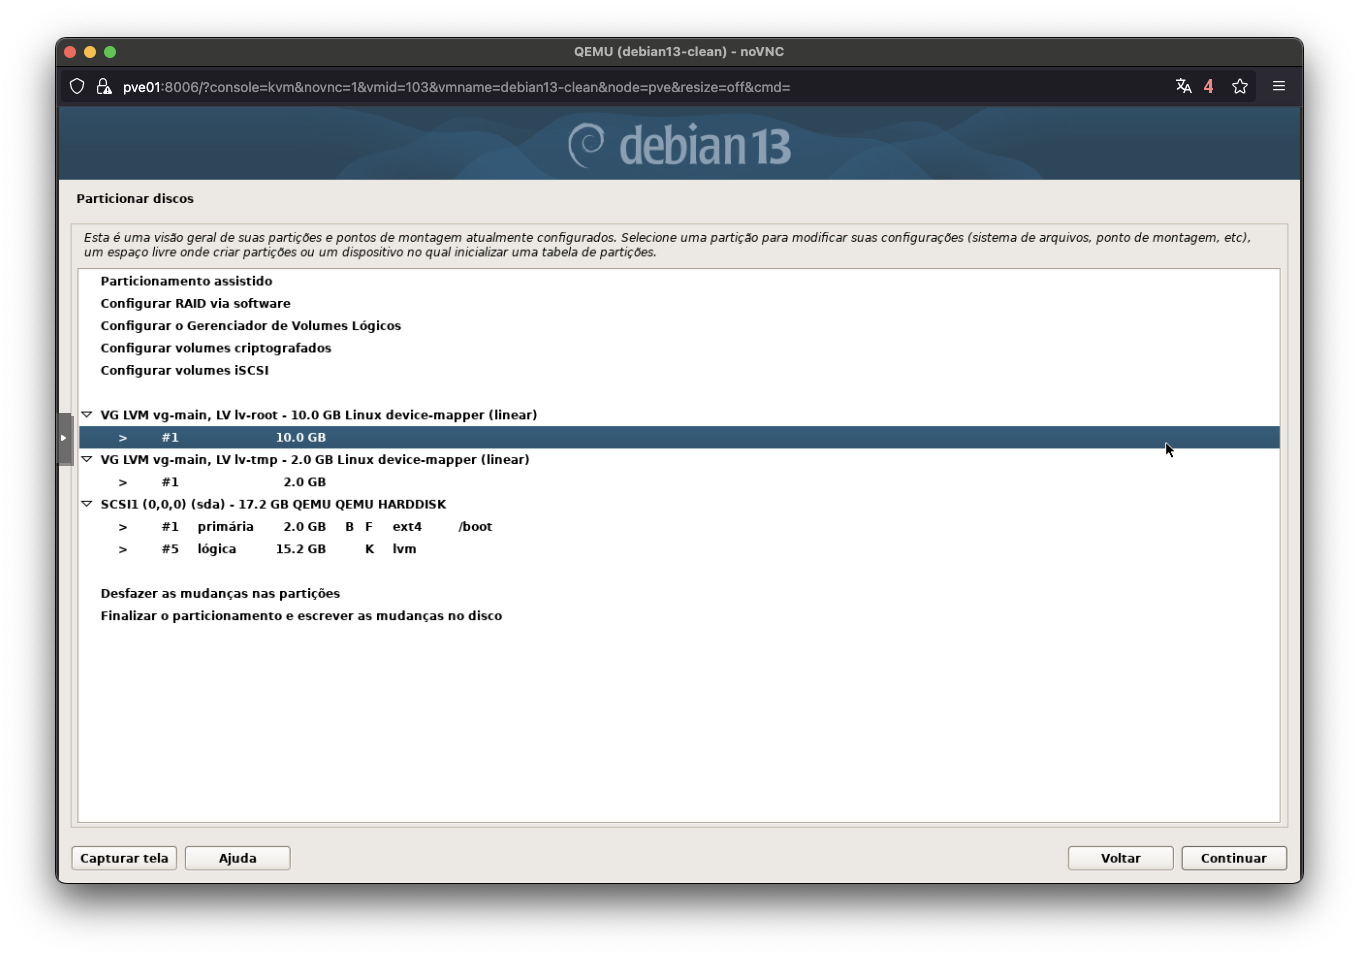 QEMU (debian13-clean) - noVNC
pve01:8006/?console=kvm&novnc=1&vmid=103&vmname=debian13-clean&node=pve&resize=off&cmd=
4
debian 13
Particionar discos
Esta é uma visão geral de suas partições e pontos de montagem atualmente configurados. Selecione uma partição para modificar suas configurações (sistema de arquivos, ponto de montagem, etc),
um espaço livre onde criar partições ou um dispositivo no qual inicializar uma tabela de partições.
Particionamento assistido
Configurar RAID via software
Configurar o Gerenciador de Volumes Lógicos
Configurar volumes criptografados
Configurar volumes iSCSI
VG LVM vg-main, LV lv-root - 10.0 GB Linux device-mapper (linear)
> #1 10.0 GB
VG LVM vg-main, LV lv-tmp - 2.0 GB Linux device-mapper (linear)
> #1 2.0 GB
SCSI1 (0,0,0) (sda) - 17.2 GB QEMU QEMU HARDDISK
> #1 primária 2.0 GB B F ext4 /boot
> #5 lógica 15.2 GB K lvm
Desfazer as mudanças nas partições
Finalizar o particionamento e escrever as mudanças no disco
Capturar tela Ajuda Voltar Continuar